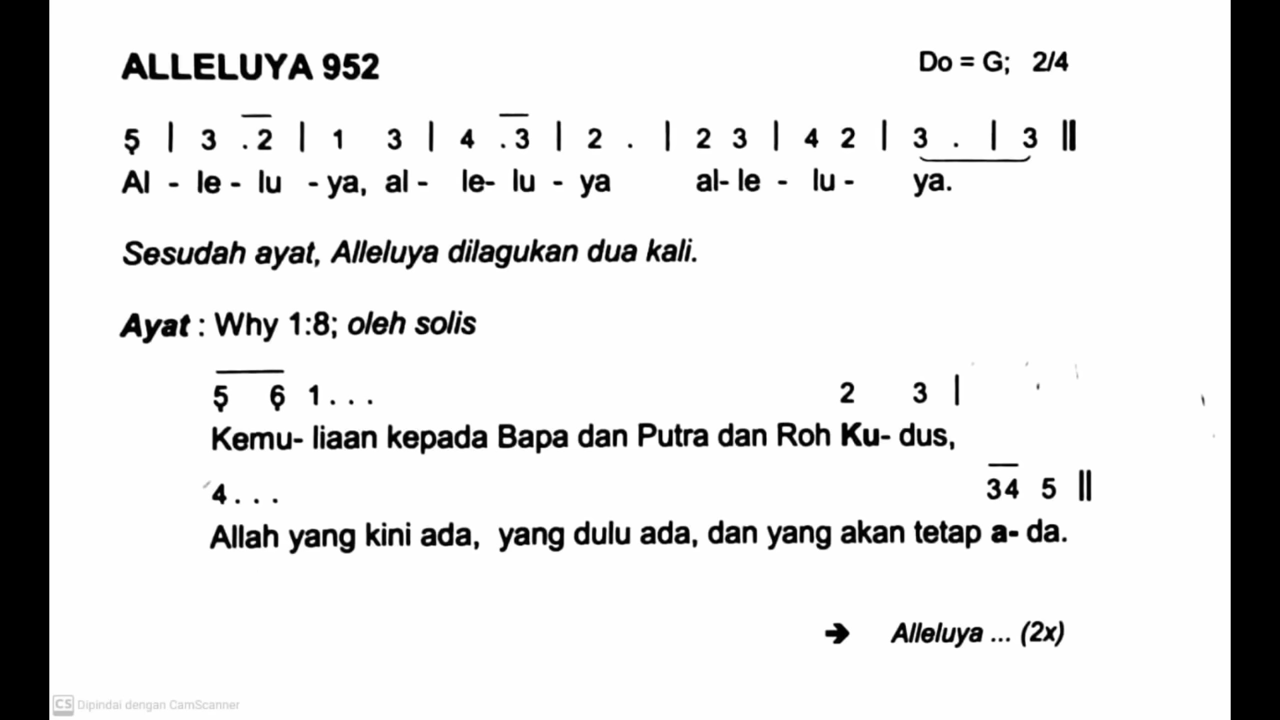 ALLELUYA 952 Do = G; 2/4
5̣ | 3 .2 | 1 3 | 4 .3 | 2 . | 2 3 | 4 2 | 3 . | 3 ||
Al - le - lu - ya, al - le- lu - ya al- le - lu - ya.
Sesudah ayat, Alleluya dilagukan dua kali.
Ayat : Why 1:8; oleh solis
5̣ 6̣ 1 . . . 2 3 |
Kemu- liaan kepada Bapa dan Putra dan Roh Ku- dus,
4 . . . 34 5 ||
Allah yang kini ada, yang dulu ada, dan yang akan tetap a- da.
➔ Alleluya ... (2x)
CS Dipindai dengan CamScanner